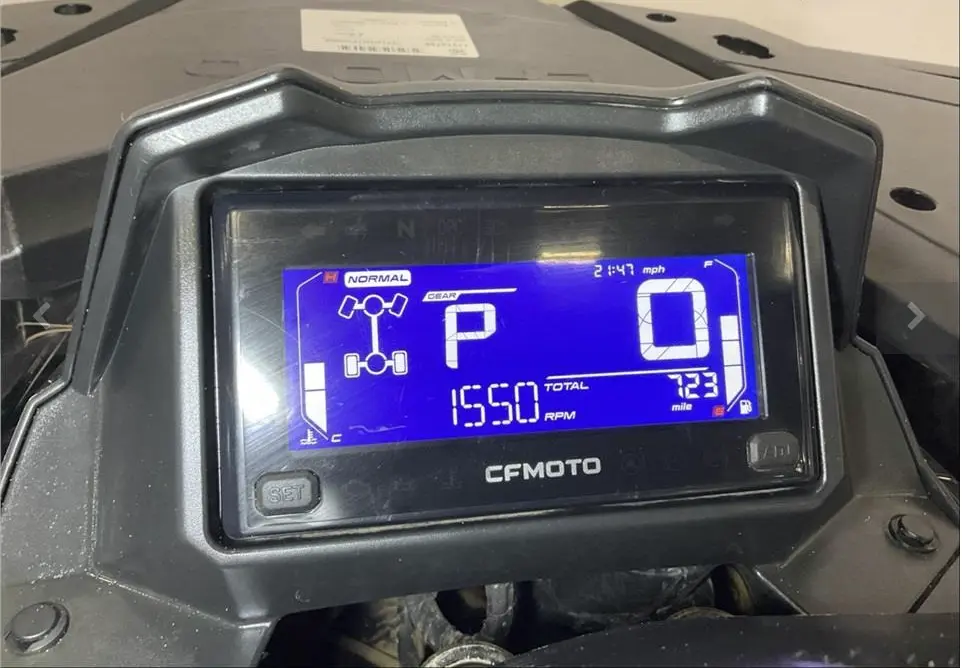 N
H NORMAL
21:47 mph F
GEAR
P
0
1550 RPM
TOTAL
723
mile
E
C
CFMOTO
SET